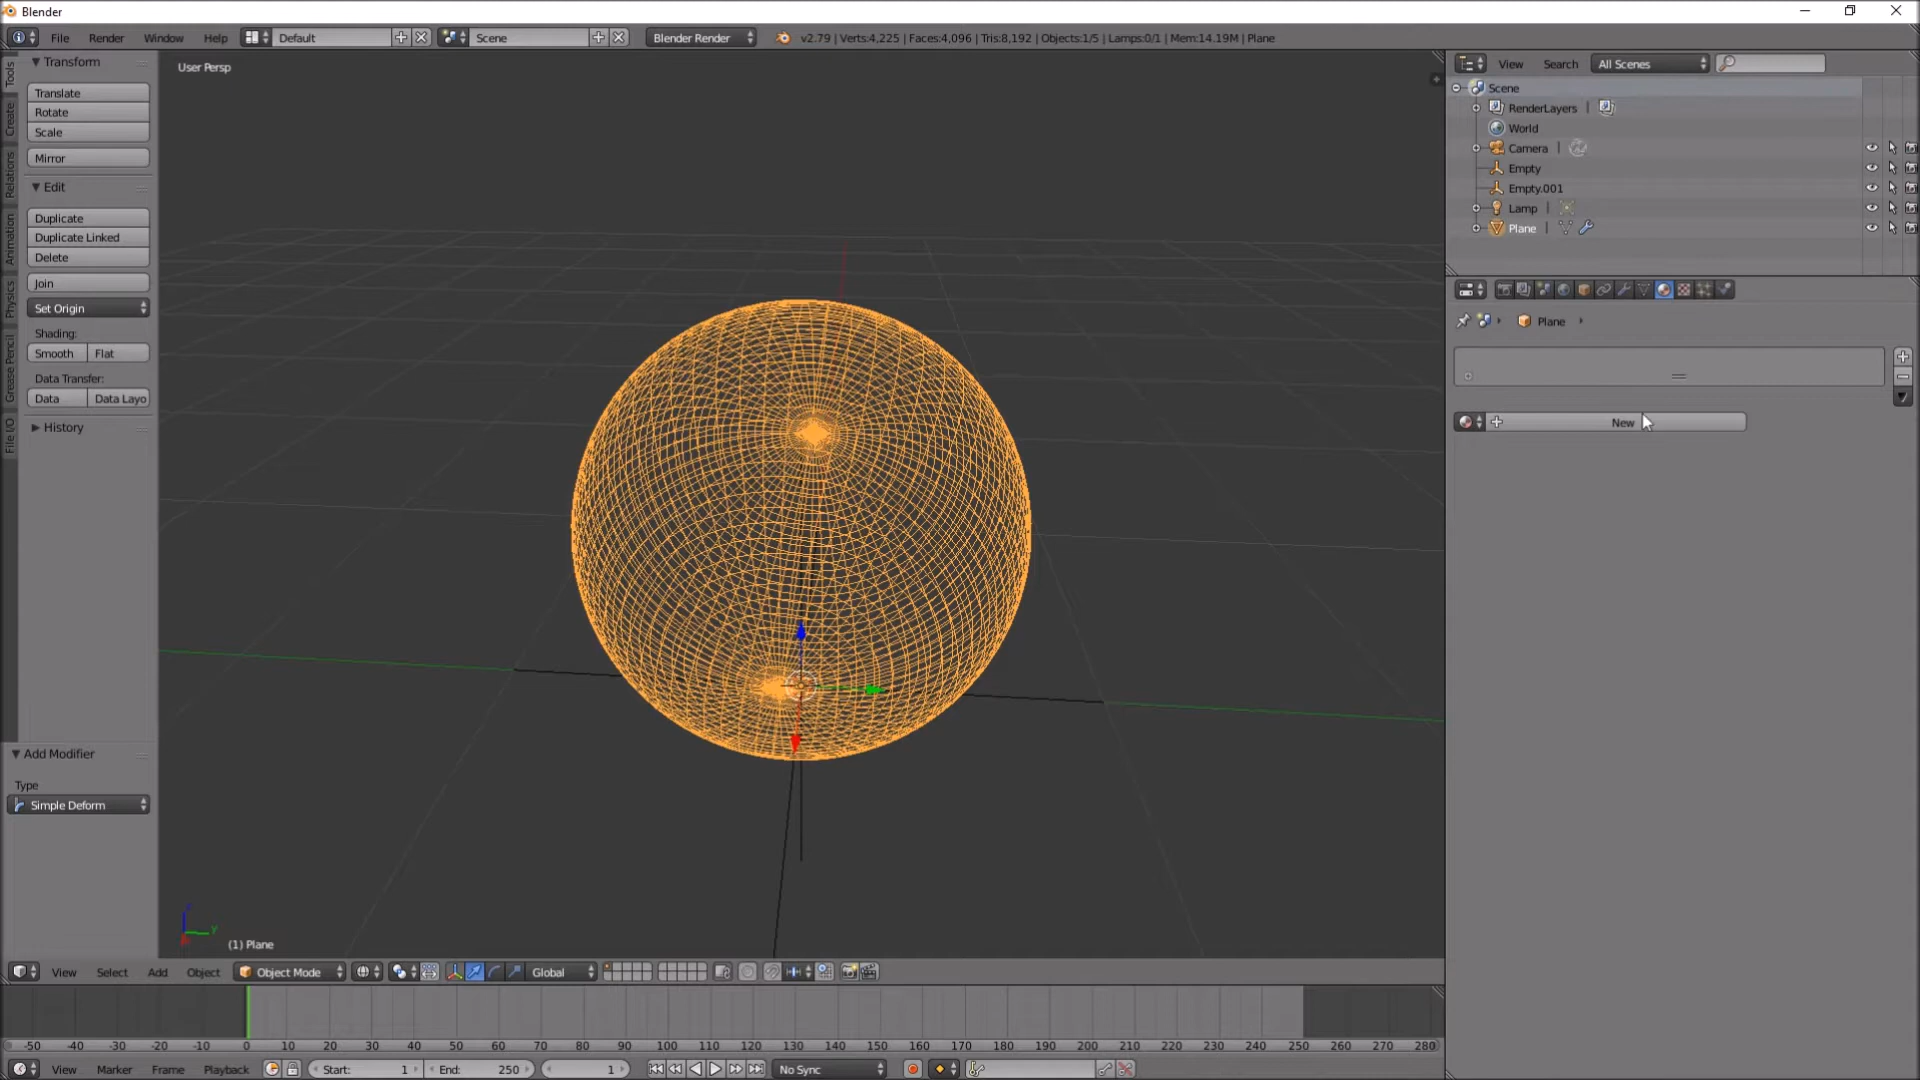 Blender
File Render Window Help Default Scene Blender Render v2.79 | Verts:4,225 | Faces:4,096 | Tris:8,192 | Objects:1/5 | Lamps:0/1 | Mem:14.19M | Plane
Tools
Create
Relations
Animation
Physics
Grease Pencil
File I/O
Transform
Translate
Rotate
Scale
Mirror
Edit
Duplicate
Duplicate Linked
Delete
Join
Set Origin
Shading:
Smooth Flat
Data Transfer:
Data Data Layo
History
Add Modifier
Type
Simple Deform
User Persp
z
y
(1) Plane
View Search All Scenes
Scene
RenderLayers |
World
Camera |
Empty
Empty.001
Lamp |
Plane |
Plane
New
View Select Add Object Object Mode Global
-50 -40 -30 -20 -10 0 10 20 30 40 50 60 70 80 90 100 110 120 130 140 150 160 170 180 190 200 210 220 230 240 250 260 270 280
View Marker Frame Playback Start: 1 End: 250 1 No Sync